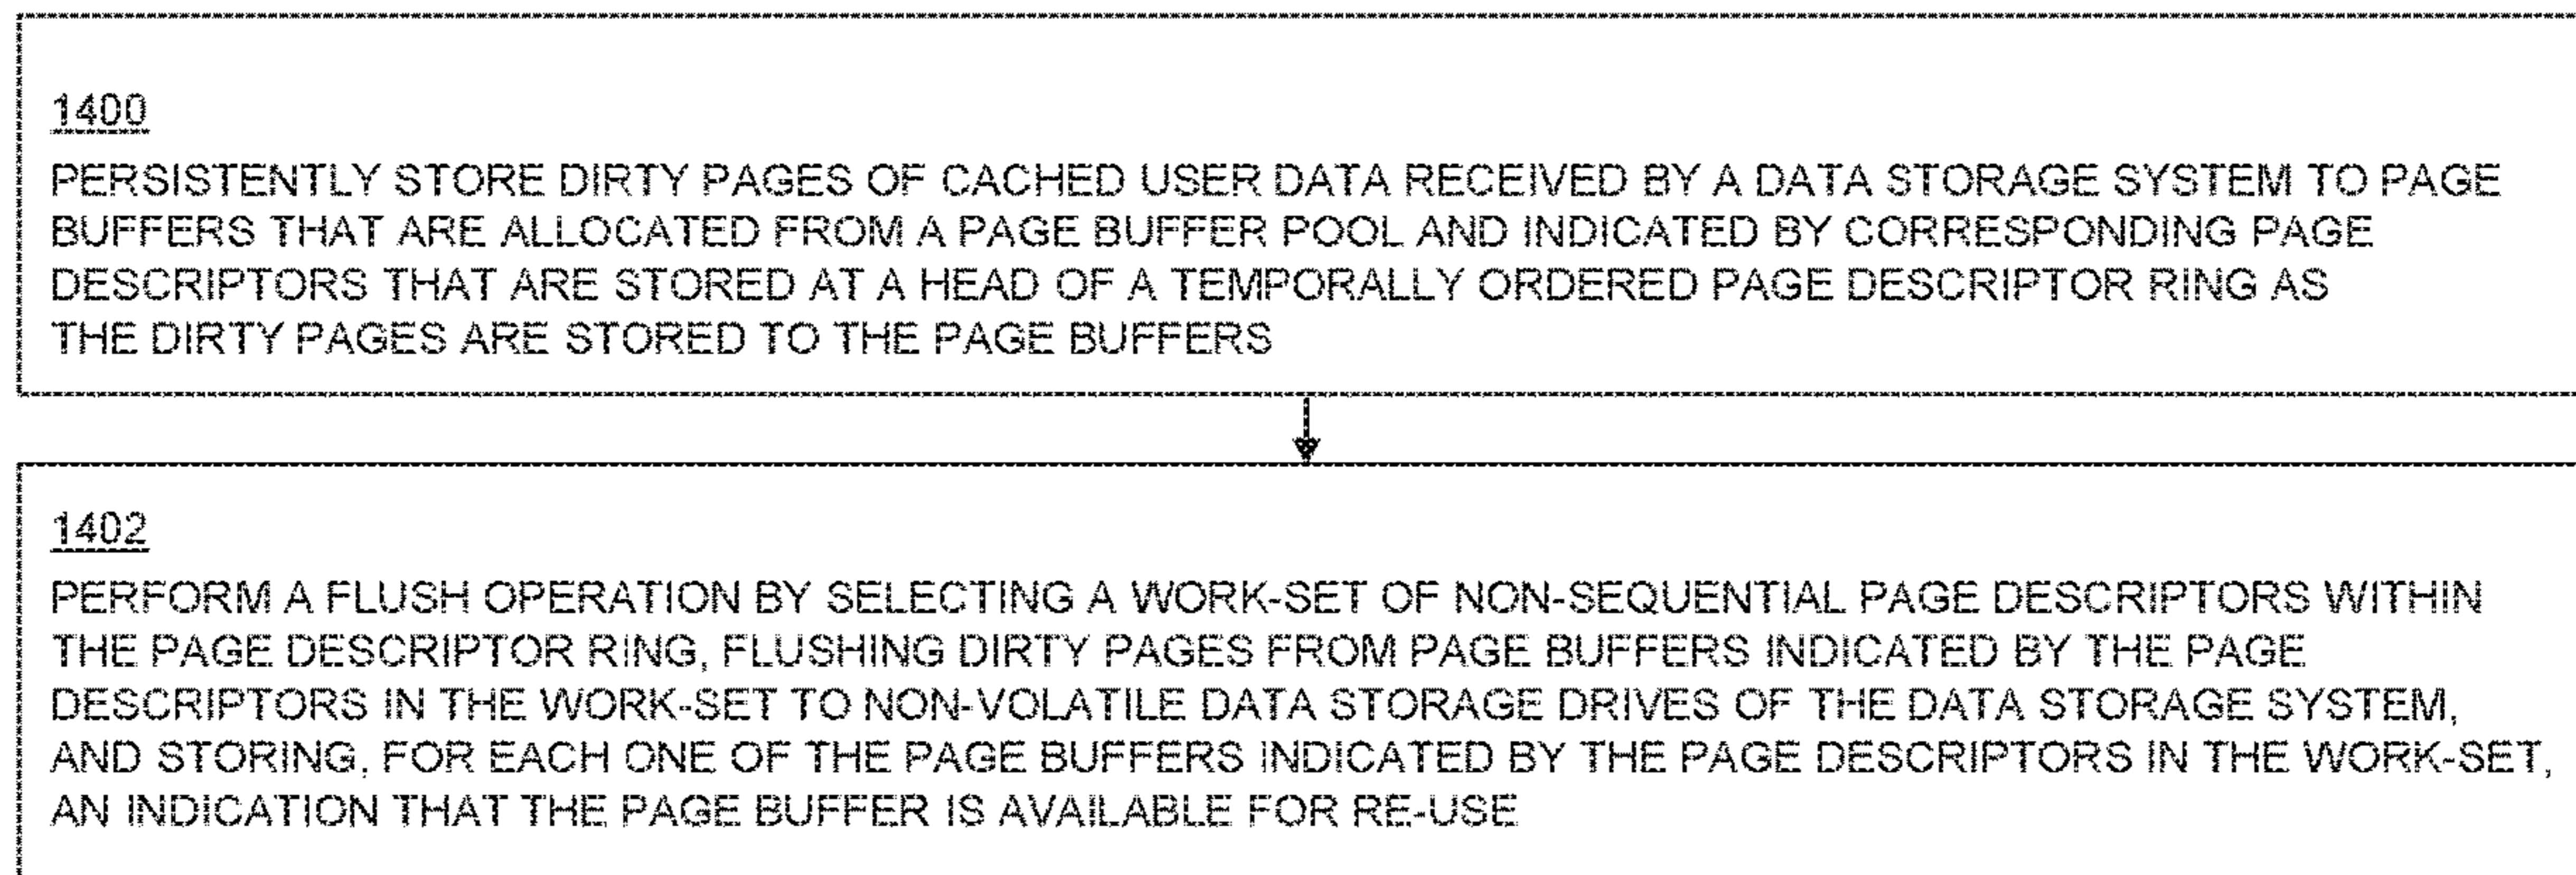 1400
PERSISTENTLY STORE DIRTY PAGES OF CACHED USER DATA RECEIVED BY A DATA STORAGE SYSTEM TO PAGE
BUFFERS THAT ARE ALLOCATED FROM A PAGE BUFFER POOL AND INDICATED BY CORRESPONDING PAGE
DESCRIPTORS THAT ARE STORED AT A HEAD OF A TEMPORALLY ORDERED PAGE DESCRIPTOR RING AS
THE DIRTY PAGES ARE STORED TO THE PAGE BUFFERS
1402
PERFORM A FLUSH OPERATION BY SELECTING A WORK-SET OF NON-SEQUENTIAL PAGE DESCRIPTORS WITHIN
THE PAGE DESCRIPTOR RING, FLUSHING DIRTY PAGES FROM PAGE BUFFERS INDICATED BY THE PAGE
DESCRIPTORS IN THE WORK-SET TO NON-VOLATILE DATA STORAGE DRIVES OF THE DATA STORAGE SYSTEM,
AND STORING, FOR EACH ONE OF THE PAGE BUFFERS INDICATED BY THE PAGE DESCRIPTORS IN THE WORK-SET,
AN INDICATION THAT THE PAGE BUFFER IS AVAILABLE FOR RE-USE